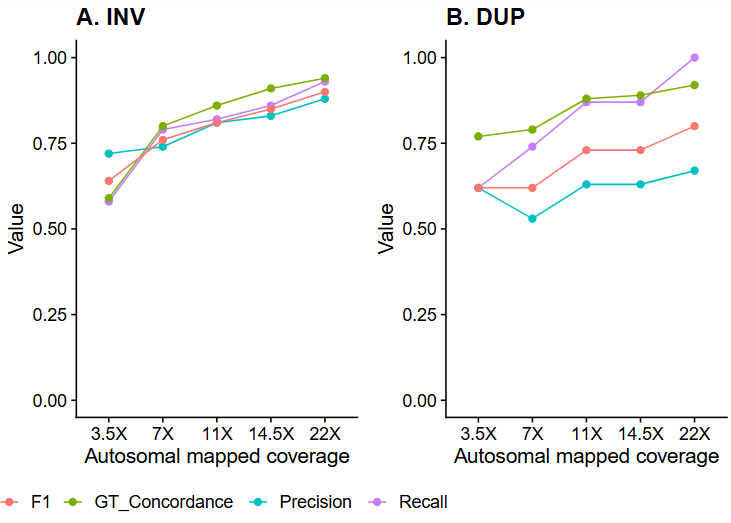 A. INV
1.00
0.75
0.50
0.25
0.00
Value
3.5X 7X 11X 14.5X 22X
Autosomal mapped coverage
B. DUP
1.00
0.75
0.50
0.25
0.00
Value
3.5X 7X 11X 14.5X 22X
Autosomal mapped coverage
F1 GT_Concordance Precision Recall